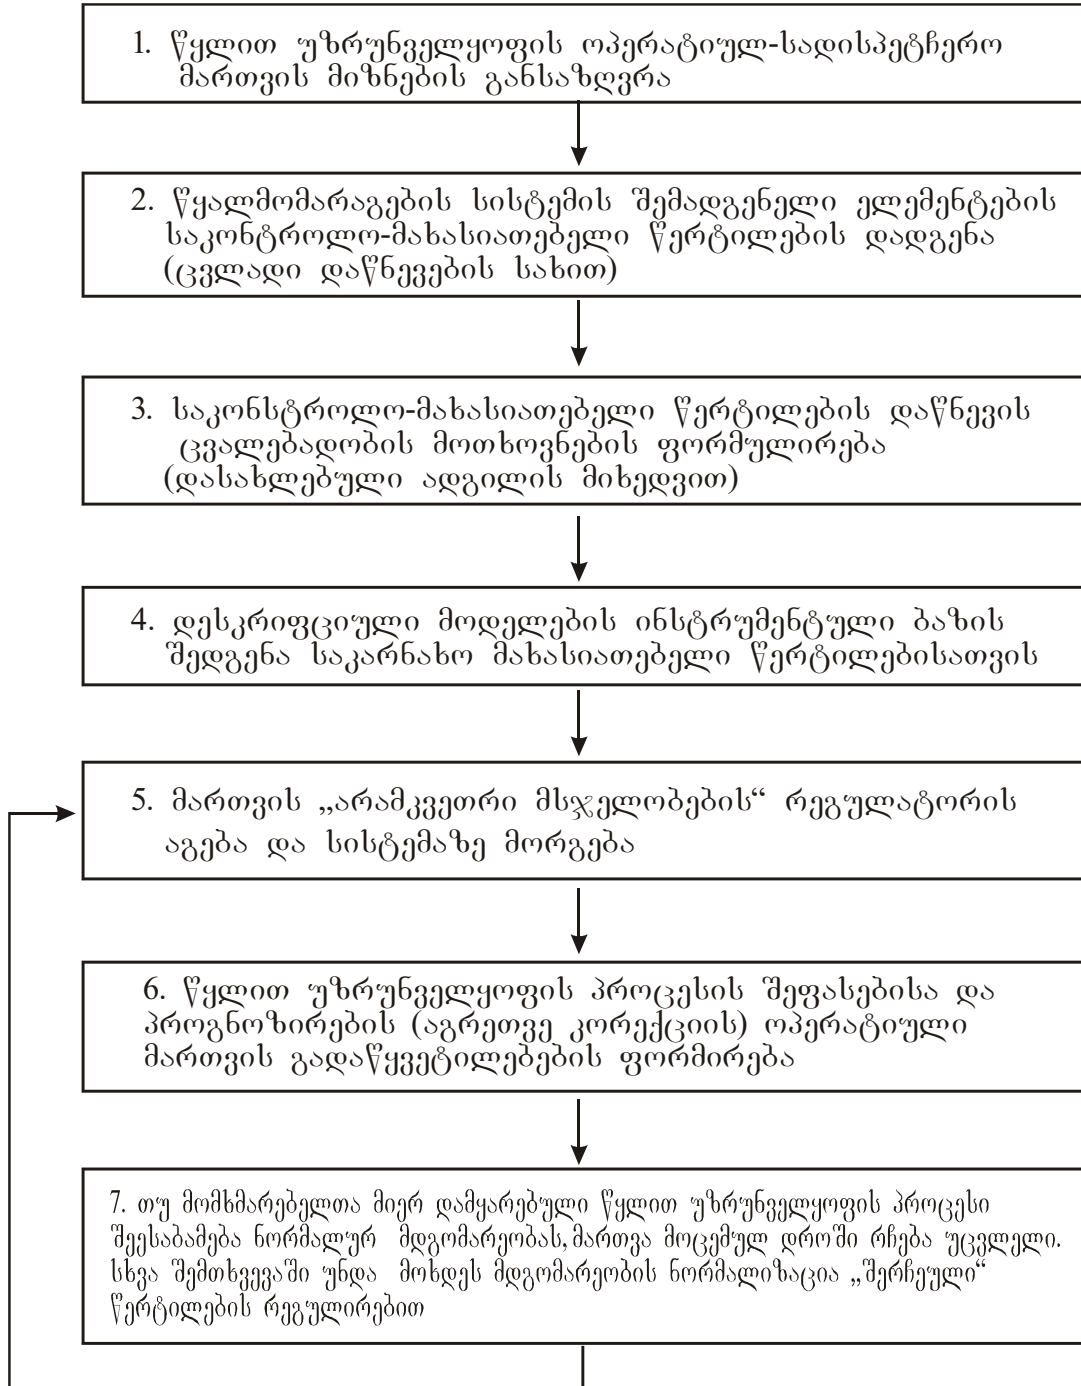 1. წყლით უზრუნველყოფის ოპერატიულ-სადისპეტჩერო
მართვის მიზნების განსაზღვრა
2. წყალმომარაგების სისტემის შემადგენელი ელემენტების
საკონტროლო-მახასიათებელი წერტილების დადგენა
(ცვლადი დაწნევების სახით)
3. საკონსტროლო-მახასიათებელი წერტილების დაწნევის
ცვალებადობის მოთხოვნების ფორმულირება
(დასახლებული ადგილის მიხედვით)
4. დესკრიფციული მოდელების ინსტრუმენტული ბაზის
შედგენა საკარნახო მახასიათებელი წერტილებისათვის
5. მართვის „არამკვეთრი მსჯელობების“ რეგულატორის
აგება და სისტემაზე მორგება
6. წყლით უზრუნველყოფის პროცესის შეფასებისა და
პროგნოზირების (აგრეთვე კორექციის) ოპერატიული
მართვის გადაწყვეტილებების ფორმირება
7. თუ მომხმარებელთა მიერ დამყარებული წყლით უზრუნველყოფის პროცესი
შეესაბამება ნორმალურ მდგომარეობას, მართვა მოცემულ დროში რჩება უცვლელი.
სხვა შემთხვევაში უნდა მოხდეს მდგომარეობის ნორმალიზაცია „შერჩეული“
წერტილების რეგულირებით